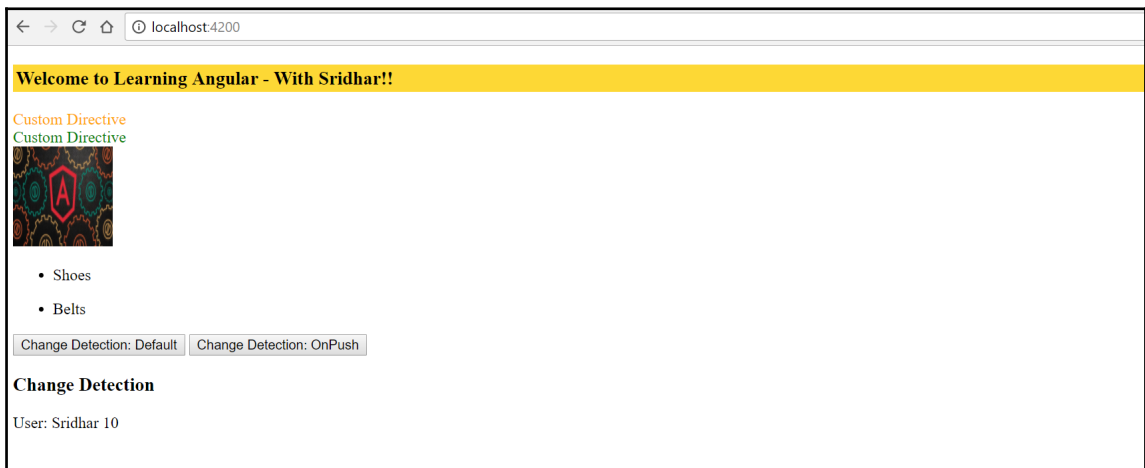 localhost:4200
Welcome to Learning Angular - With Sridhar!!
Custom Directive
Custom Directive
A
Shoes
Belts
Change Detection: Default Change Detection: OnPush
Change Detection
User: Sridhar 10